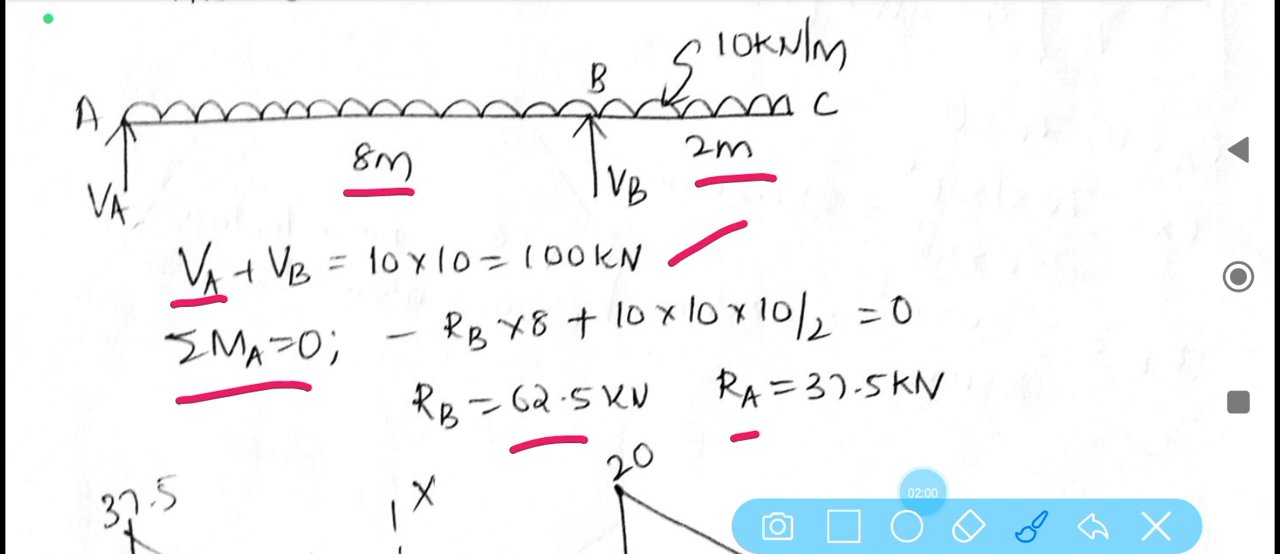 B 10KN/M
A C
8M 2M
VA VB
VA + VB = 10×10 = 100KN
ΣMA=0; - RB×8 + 10×10×10/2 = 0
RB = 62.5KN RA = 37.5KN
37.5 X 20
02:00